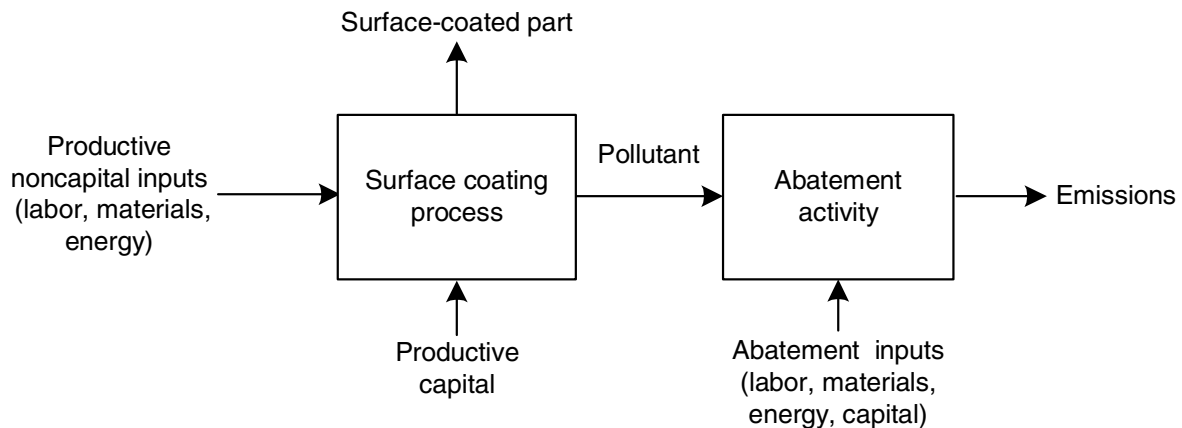 Surface-coated part
Productive
noncapital inputs
(labor, materials,
energy)
Surface coating
process
Pollutant
Abatement
activity
Emissions
Productive
capital
Abatement inputs
(labor, materials,
energy, capital)